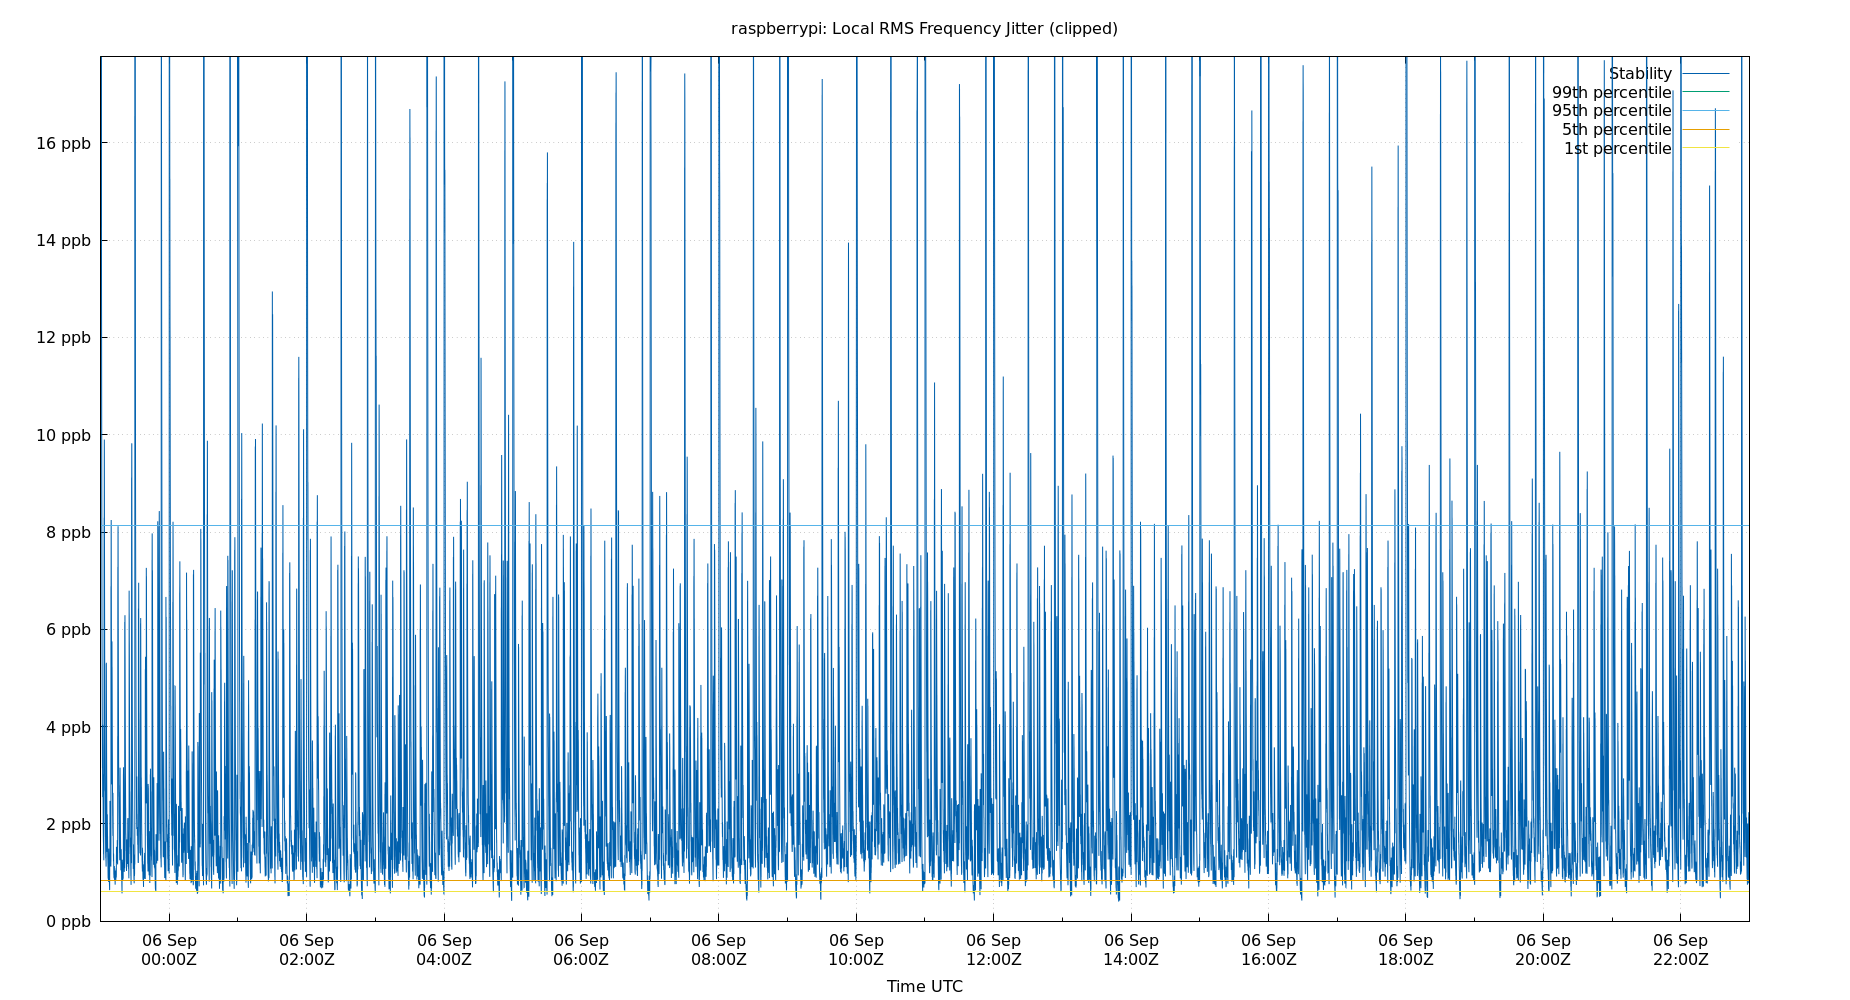 raspberrypi: Local RMS Frequency Jitter (clipped)
Stability
99th percentile
95th percentile
5th percentile
1st percentile
16 ppb
14 ppb
12 ppb
10 ppb
8 ppb
6 ppb
4 ppb
2 ppb
0 ppb
06 Sep 06 Sep 06 Sep 06 Sep 06 Sep 06 Sep 06 Sep 06 Sep 06 Sep 06 Sep 06 Sep 06 Sep
00:00Z 02:00Z 04:00Z 06:00Z 08:00Z 10:00Z 12:00Z 14:00Z 16:00Z 18:00Z 20:00Z 22:00Z
Time UTC